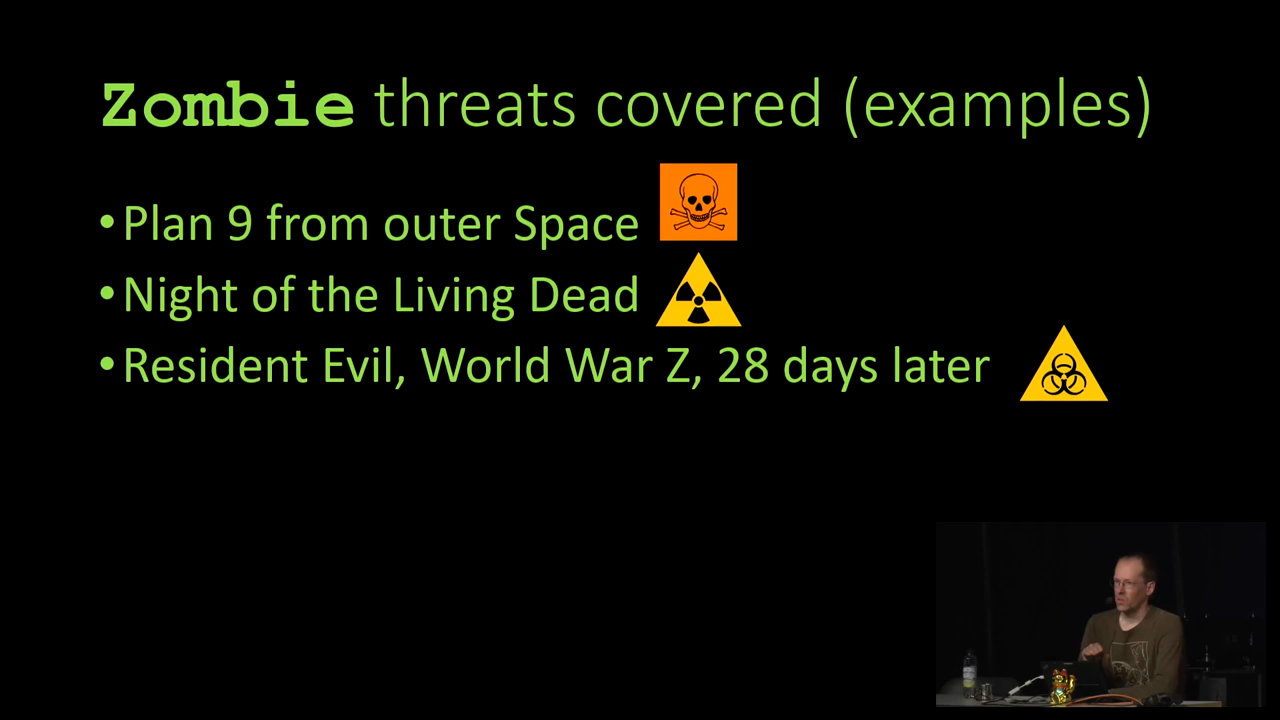 Zombie threats covered (examples)
•Plan 9 from outer Space
•Night of the Living Dead
•Resident Evil, World War Z, 28 days later